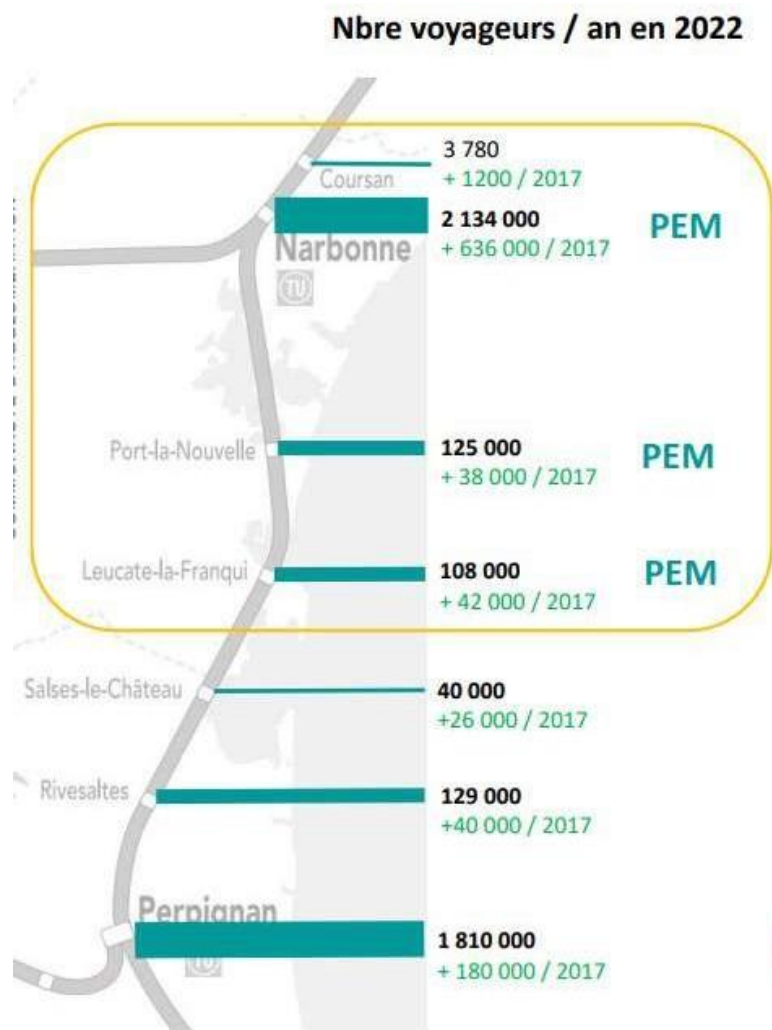 Nbre voyageurs / an en 2022
3 780
Coursan
+ 1200 / 2017
2 134 000
PEM
Narbonne
+ 636 000 / 2017
TU
Port-la-Nouvelle
125 000
PEM
+ 38 000 / 2017
Leucate-la-Franqui
108 000
PEM
+ 42 000 / 2017
Salses-le-Château
40 000
+26 000 / 2017
Rivesaltes
129 000
+40 000 / 2017
Perpignan
1 810 000
+ 180 000 / 2017
TU